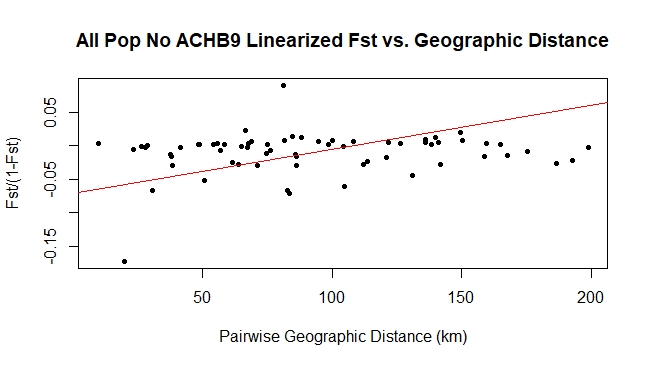 All Pop No ACHB9 Linearized Fst vs. Geographic Distance
Fst/(1-Fst)
0.05
-0.05
-0.15
50
100
150
200
Pairwise Geographic Distance (km)